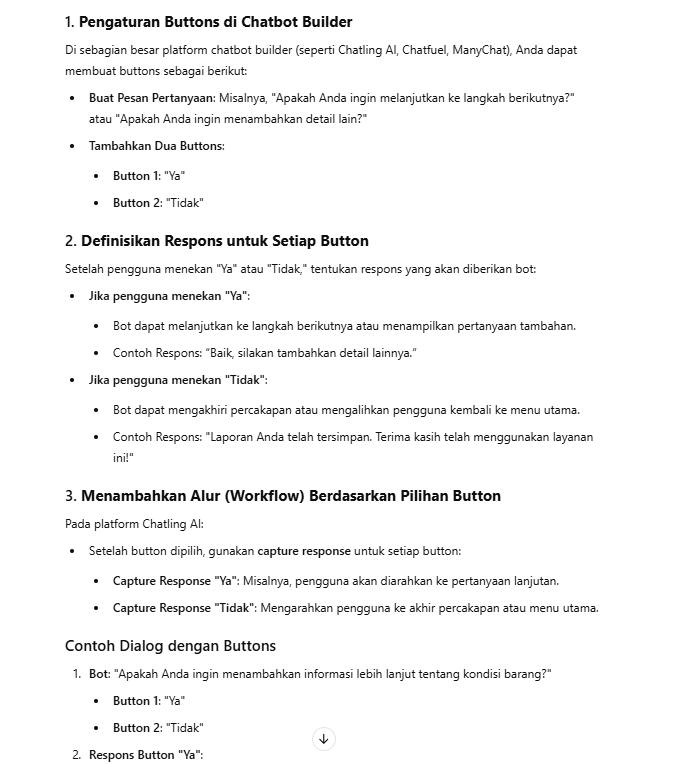 1. Pengaturan Buttons di Chatbot Builder
Di sebagian besar platform chatbot builder (seperti Chatling AI, Chatfuel, ManyChat), Anda dapat
membuat buttons sebagai berikut:
• Buat Pesan Pertanyaan: Misalnya, "Apakah Anda ingin melanjutkan ke langkah berikutnya?"
atau "Apakah Anda ingin menambahkan detail lain?"
• Tambahkan Dua Buttons:
• Button 1: "Ya"
• Button 2: "Tidak"
2. Definisikan Respons untuk Setiap Button
Setelah pengguna menekan "Ya" atau "Tidak," tentukan respons yang akan diberikan bot:
• Jika pengguna menekan "Ya":
• Bot dapat melanjutkan ke langkah berikutnya atau menampilkan pertanyaan tambahan.
• Contoh Respons: "Baik, silakan tambahkan detail lainnya."
• Jika pengguna menekan "Tidak":
• Bot dapat mengakhiri percakapan atau mengalihkan pengguna kembali ke menu utama.
• Contoh Respons: "Laporan Anda telah tersimpan. Terima kasih telah menggunakan layanan
ini!"
3. Menambahkan Alur (Workflow) Berdasarkan Pilihan Button
Pada platform Chatling AI:
• Setelah button dipilih, gunakan capture response untuk setiap button:
• Capture Response "Ya": Misalnya, pengguna akan diarahkan ke pertanyaan lanjutan.
• Capture Response "Tidak": Mengarahkan pengguna ke akhir percakapan atau menu utama.
Contoh Dialog dengan Buttons
1. Bot: "Apakah Anda ingin menambahkan informasi lebih lanjut tentang kondisi barang?"
• Button 1: "Ya"
• Button 2: "Tidak"
2. Respons Button "Ya":